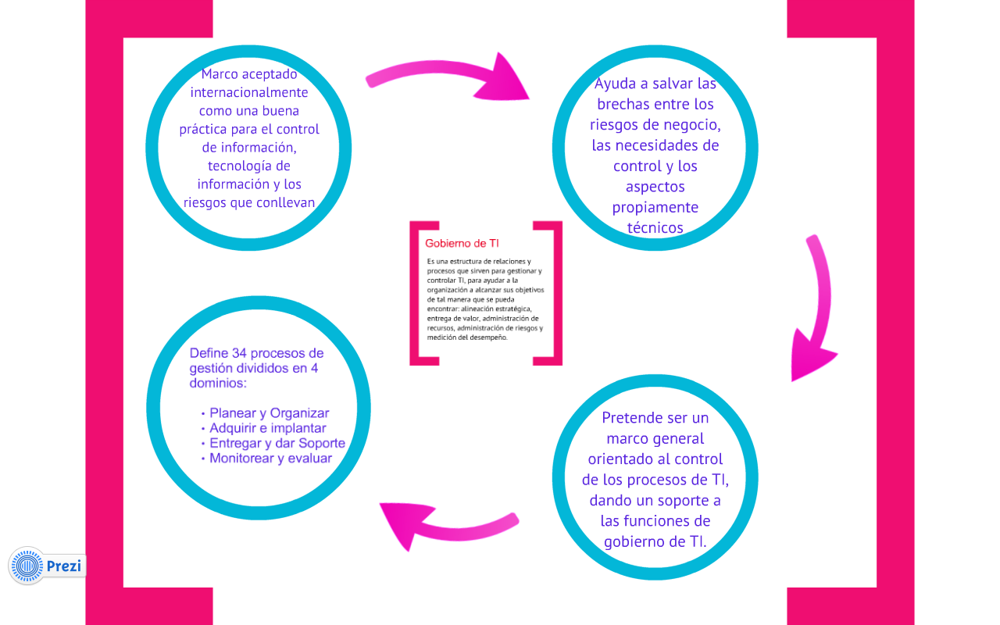 Marco aceptado
internacionalmente
como una buena
práctica para el control
de información,
tecnología de
información y los
riesgos que conllevan
Ayuda a salvar las
brechas entre los
riesgos de negocio,
las necesidades de
control y los
aspectos
propiamente
técnicos
Gobierno de TI
Es una estructura de relaciones y
procesos que sirven para gestionar y
controlar TI, para ayudar a la
organización a alcanzar sus objetivos
de tal manera que se pueda
encontrar: alineación estratégica,
entrega de valor, administración de
recursos, administración de riesgos y
medición del desempeño.
Pretende ser un
marco general
orientado al control
de los procesos de TI,
dando un soporte a
las funciones de
gobierno de TI.
Define 34 procesos de
gestión divididos en 4
dominios:
• Planear y Organizar
• Adquirir e implantar
• Entregar y dar Soporte
• Monitorear y evaluar
Prezi